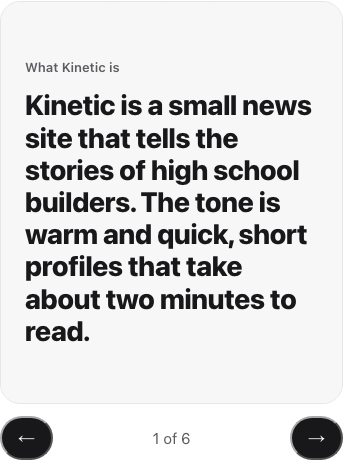 What Kinetic is
Kinetic is a small news
site that tells the
stories of high school
builders. The tone is
warm and quick, short
profiles that take
about two minutes to
read.
← 1 of 6 →